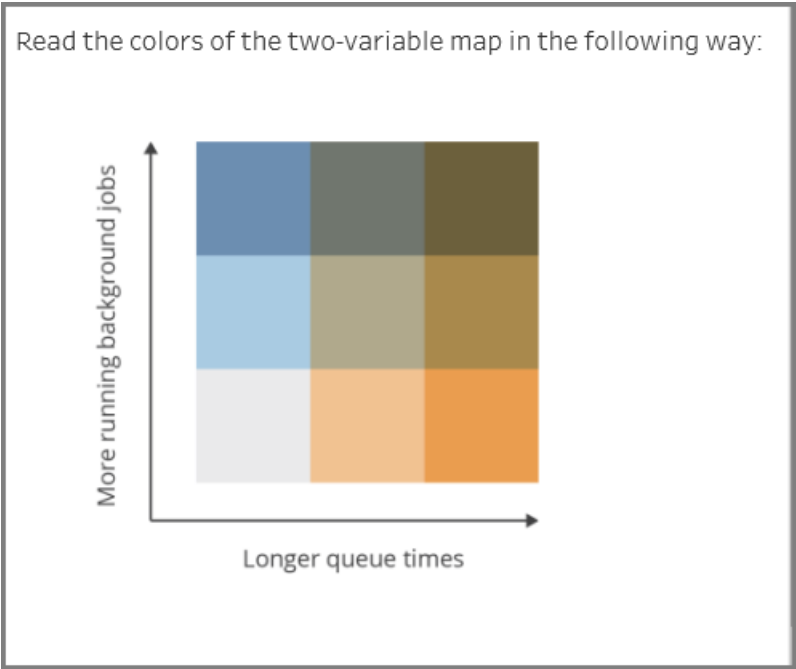 Read the colors of the two-variable map in the following way:
More running background jobs
Longer queue times